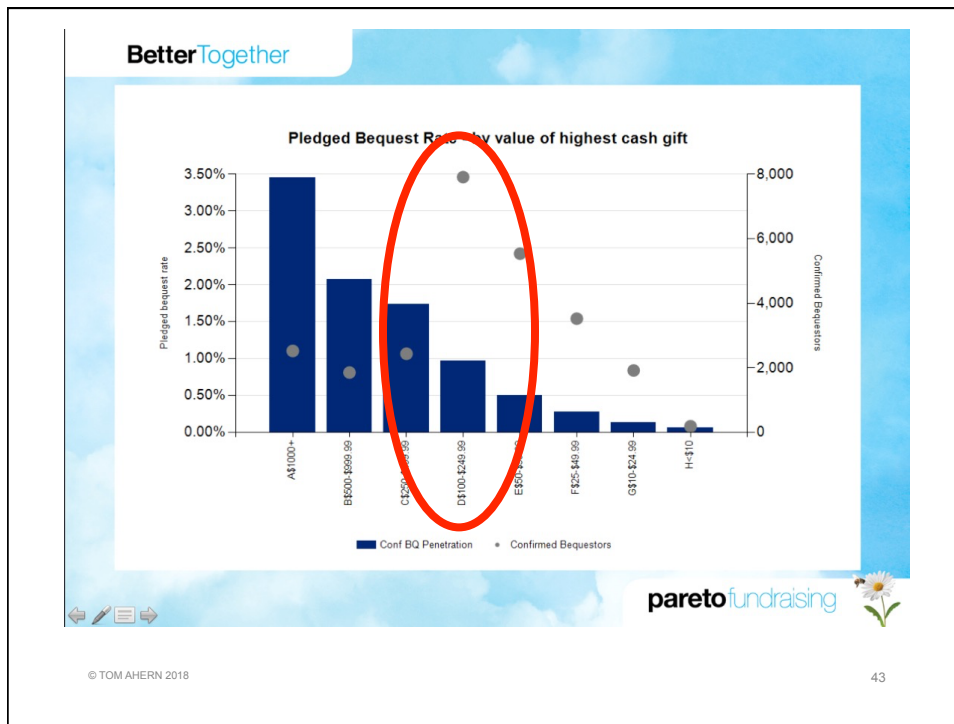 BetterTogether
Pledged Bequest by value of highest cash gift
3.50%
3.00%
2.50%
2.00%
1.50%
1.00%
0.50%
0.00%
Pledged bequest rate
8,000
6,000
4,000
2,000
0
Confirmed Bequestors
A$1000+
B$500-$999.99
D$100-$249.99
F$25-$49.99
G$10-$24.99
H<$10
Conf BQ Penetration
Confirmed Bequestors
paretofundraising
© TOM AHERN 2018
43